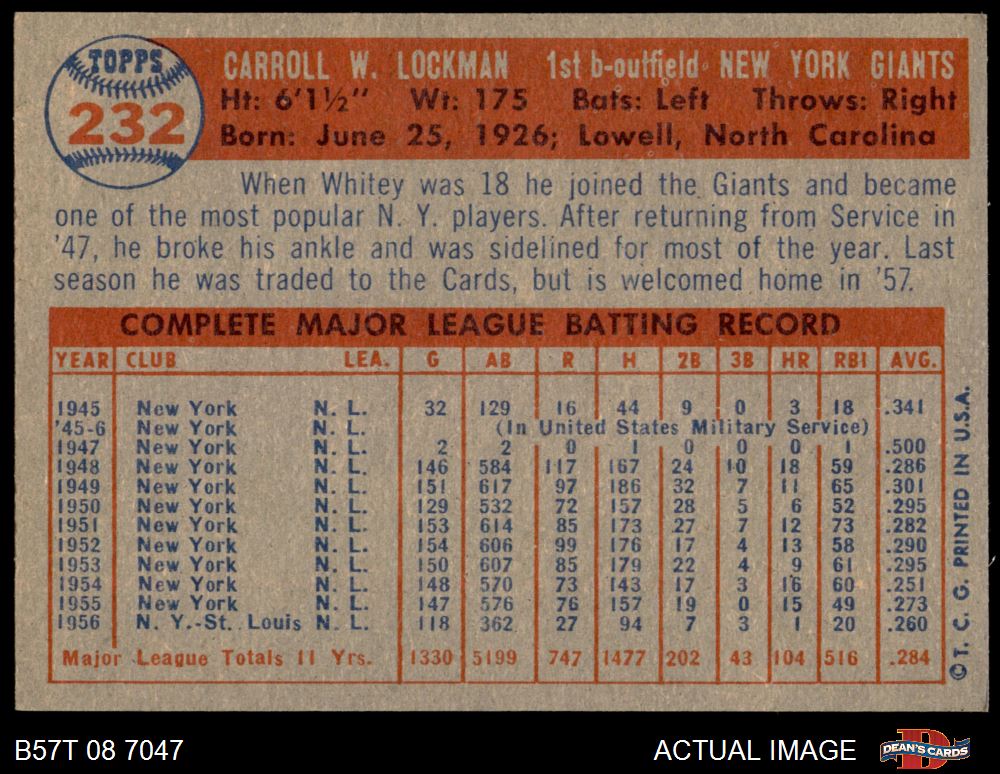 TOPPS
232
CARROLL W. LOCKMAN 1st b-outfield NEW YORK GIANTS
Ht: 6'1½" Wt: 175 Bats: Left Throws: Right
Born: June 25, 1926; Lowell, North Carolina
When Whitey was 18 he joined the Giants and became
one of the most popular N. Y. players. After returning from Service in
'47, he broke his ankle and was sidelined for most of the year. Last
season he was traded to the Cards, but is welcomed home in '57.
COMPLETE MAJOR LEAGUE BATTING RECORD
YEAR CLUB LEA. G AB R H 2B 3B HR RBI AVG.
1945 New York N. L. 32 129 16 44 9 0 3 18 .341
'45-6 New York N. L. (In United States Military Service)
1947 New York N. L. 2 2 0 1 0 0 0 1 .500
1948 New York N. L. 146 584 117 167 24 10 18 59 .286
1949 New York N. L. 151 617 97 186 32 7 11 65 .301
1950 New York N. L. 129 532 72 157 28 5 6 52 .295
1951 New York N. L. 153 614 85 173 27 7 12 73 .282
1952 New York N. L. 154 606 99 176 17 4 13 58 .290
1953 New York N. L. 150 607 85 179 22 4 9 61 .295
1954 New York N. L. 148 570 73 143 17 3 16 60 .251
1955 New York N. L. 147 576 76 157 19 0 15 49 .273
1956 N. Y.-St. Louis N. L. 118 362 27 94 7 3 1 20 .260
Major League Totals 11 Yrs. 1330 5199 747 1477 202 43 104 516 .284
© T. C. G. PRINTED IN U.S.A.
B57T 08 7047
ACTUAL IMAGE
DEAN'S CARDS